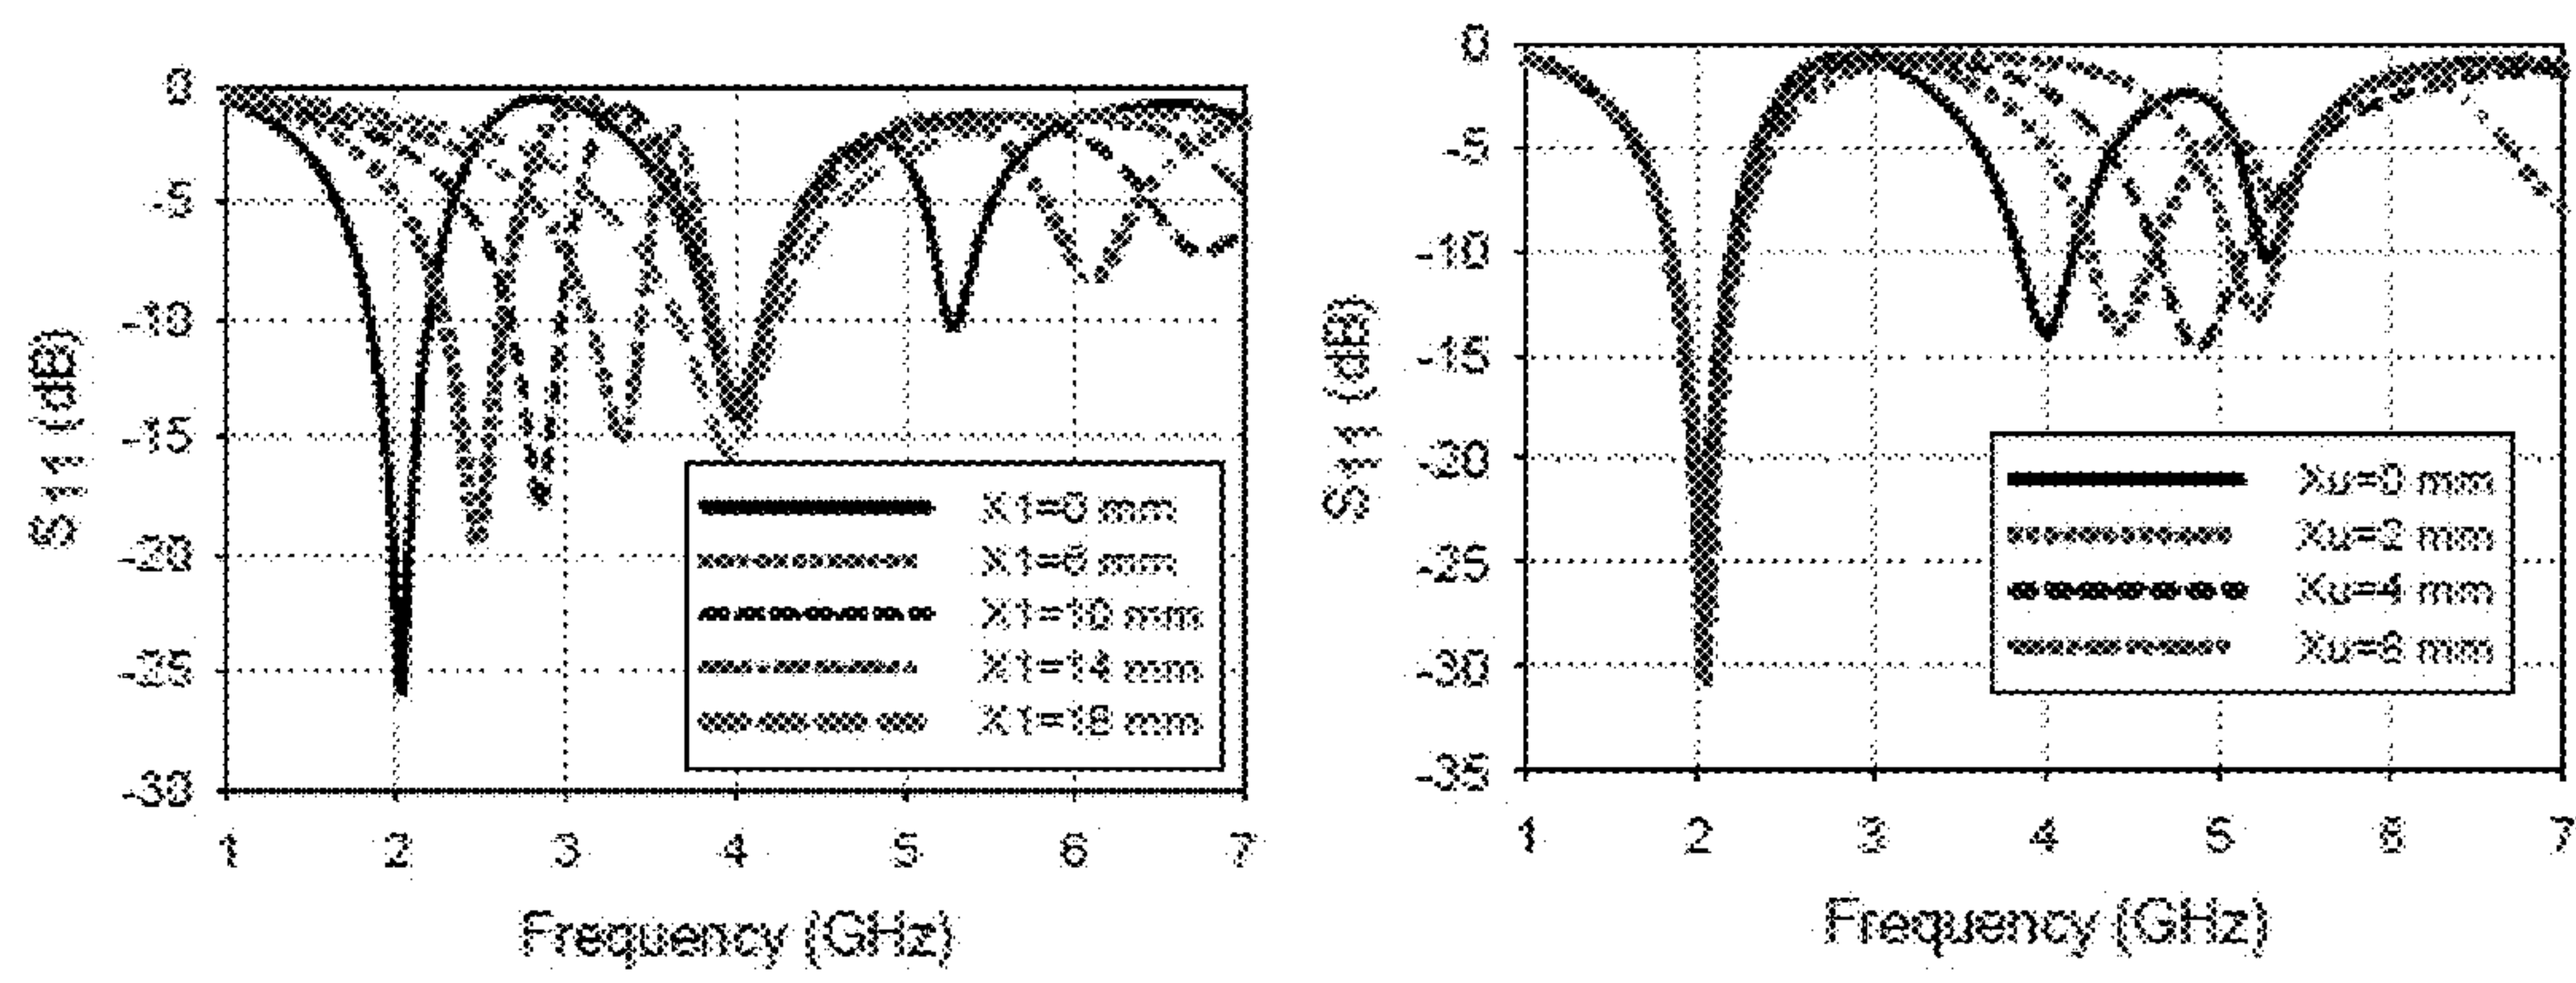 0
-5
-10
-15
-20
-25
-30
S11 (dB)
1 2 3 4 5 6 7
Frequency (GHz)
X1=0 mm
X1=6 mm
X1=10 mm
X1=14 mm
X1=18 mm
0
-5
-10
-15
-20
-25
-30
-35
S11 (dB)
1 2 3 4 5 6 7
Frequency (GHz)
Xu=0 mm
Xu=2 mm
Xu=4 mm
Xu=6 mm